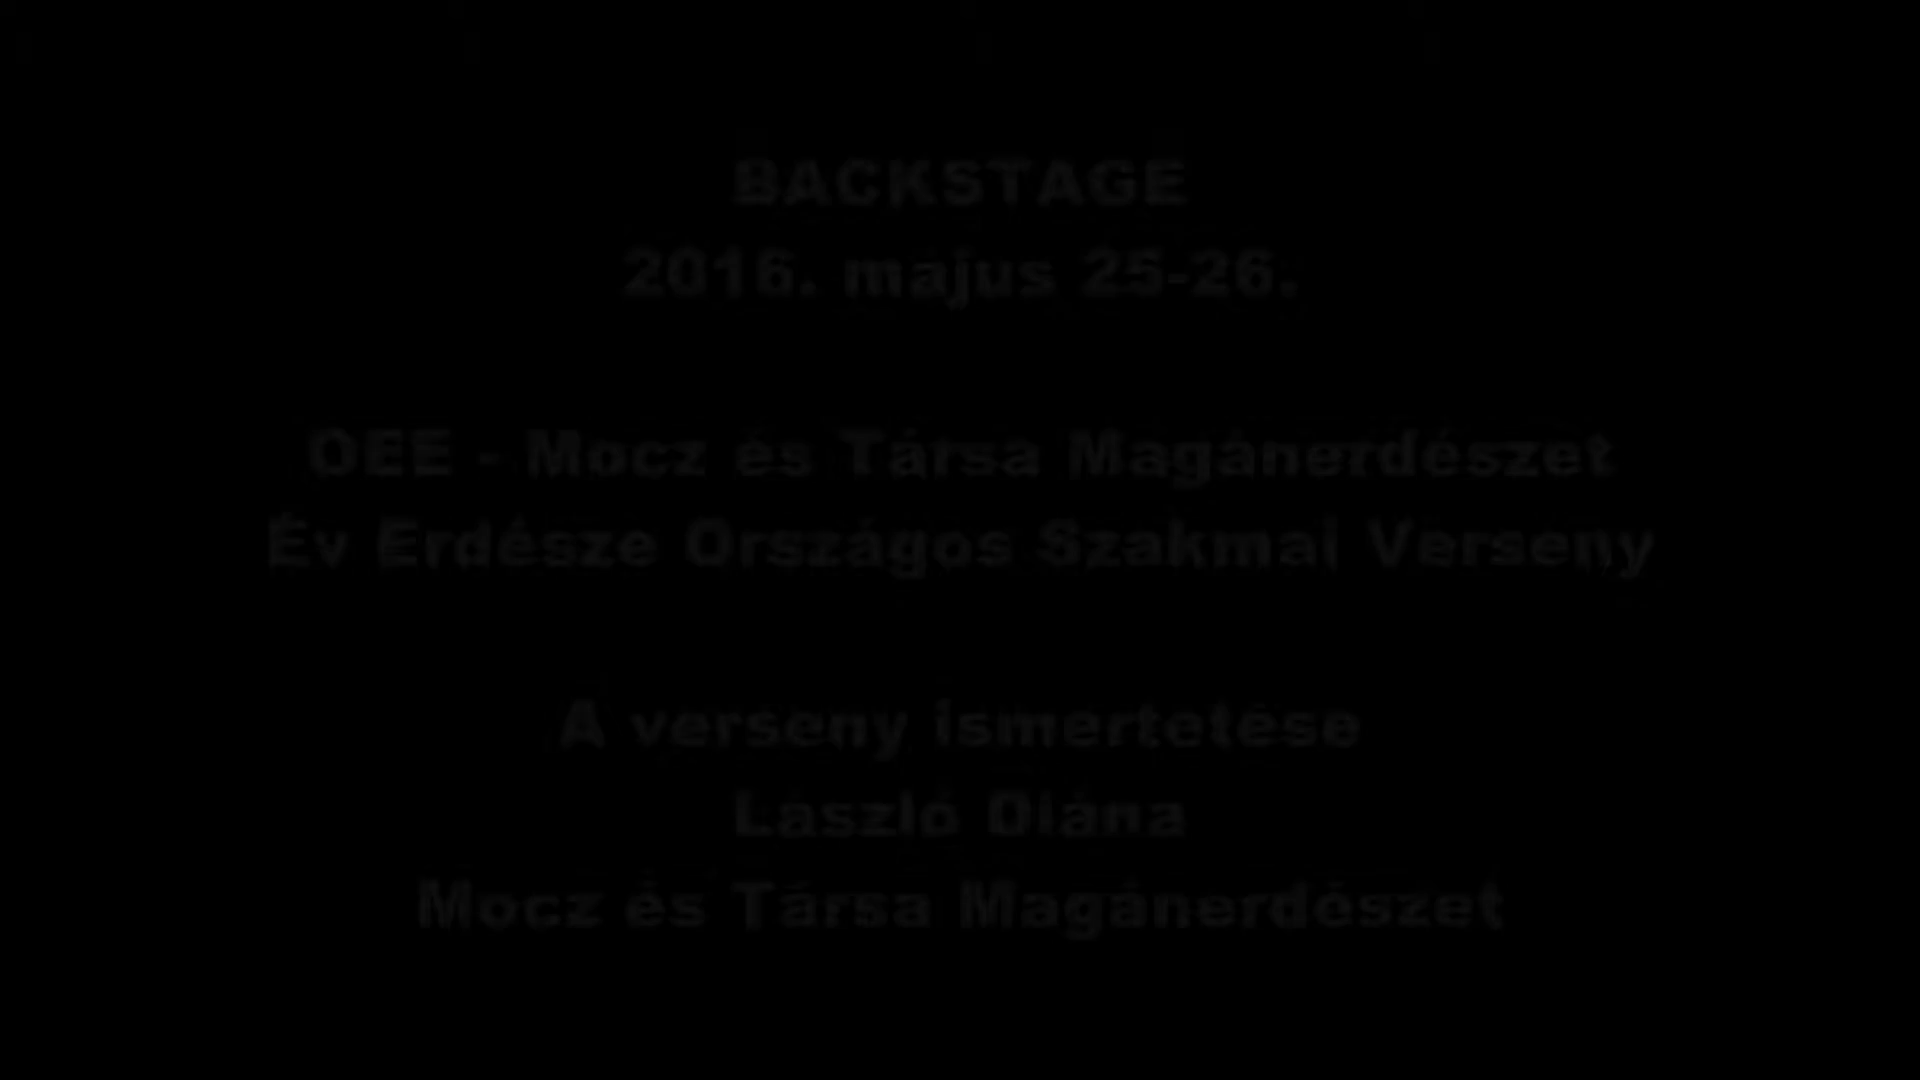 BACKSTAGE
2016. május 25-26.
OEE - Mocz és Társa Magánerdészet
Év Erdésze Országos Szakmai Verseny
A verseny ismertetése
László Diána
Mocz és Társa Magánerdészet